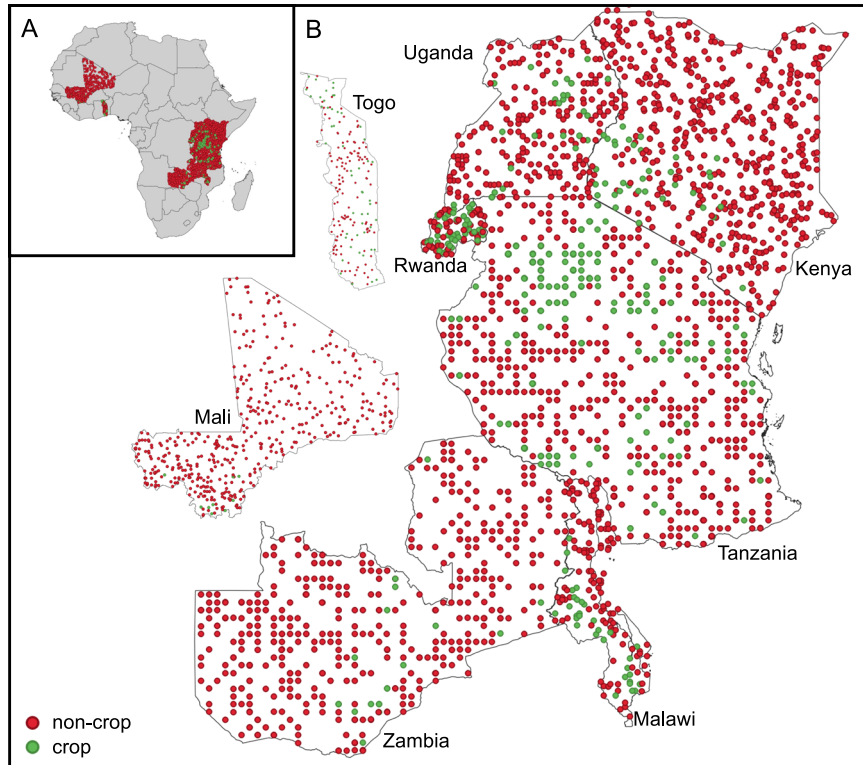 A
B
Uganda
Togo
Rwanda
Kenya
Mali
Tanzania
Malawi
Zambia
non-crop
crop